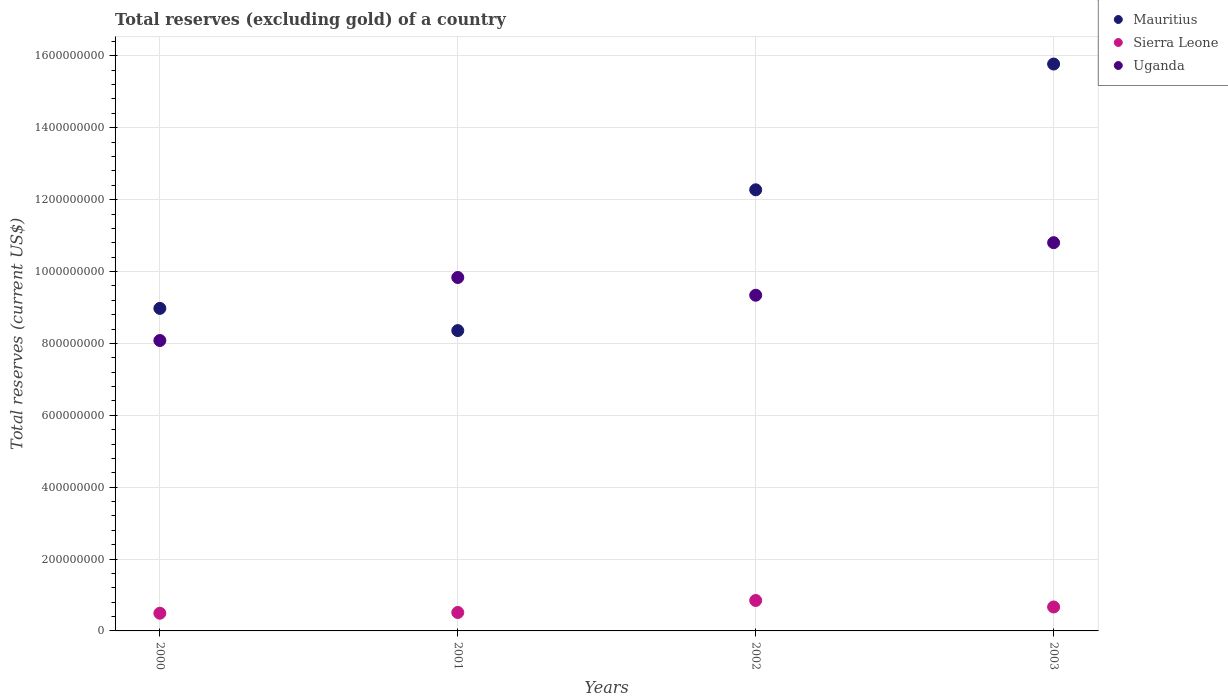 Total reserves (excluding gold) of a country
Mauritius
Sierra Leone
Uganda
1600000000
1400000000
1200000000
1000000000
800000000
600000000
400000000
200000000
0
Total reserves (current US$)
2000
2001
2002
2003
Years